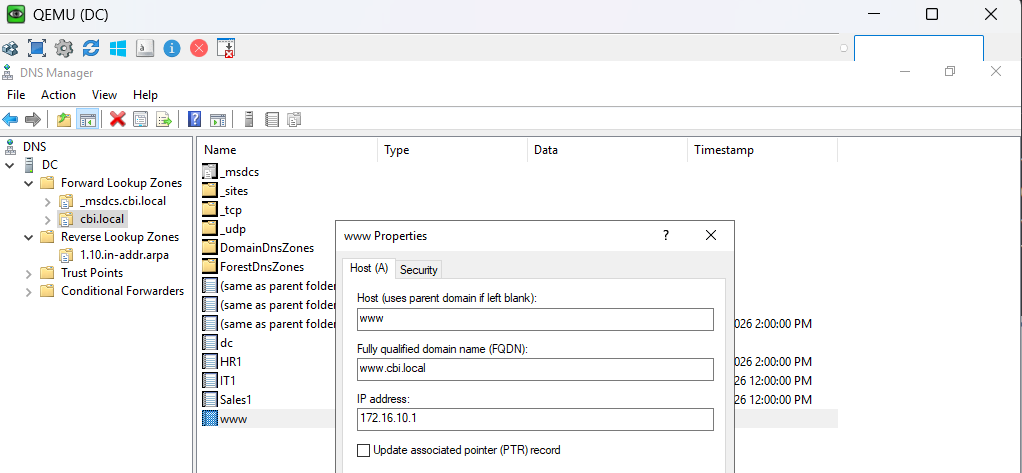 QEMU (DC)
DNS Manager
File Action View Help
DNS
DC
Forward Lookup Zones
_msdcs.cbi.local
cbi.local
Reverse Lookup Zones
1.10.in-addr.arpa
Trust Points
Conditional Forwarders
Name Type Data Timestamp
_msdcs
_sites
_tcp
_udp
DomainDnsZones
ForestDnsZones
(same as parent folder
(same as parent folder
(same as parent folder 026 2:00:00 PM
dc
HR1 026 2:00:00 PM
IT1 26 12:00:00 PM
Sales1 26 12:00:00 PM
www
www Properties
Host (A) Security
Host (uses parent domain if left blank):
www
Fully qualified domain name (FQDN):
www.cbi.local
IP address:
172.16.10.1
Update associated pointer (PTR) record